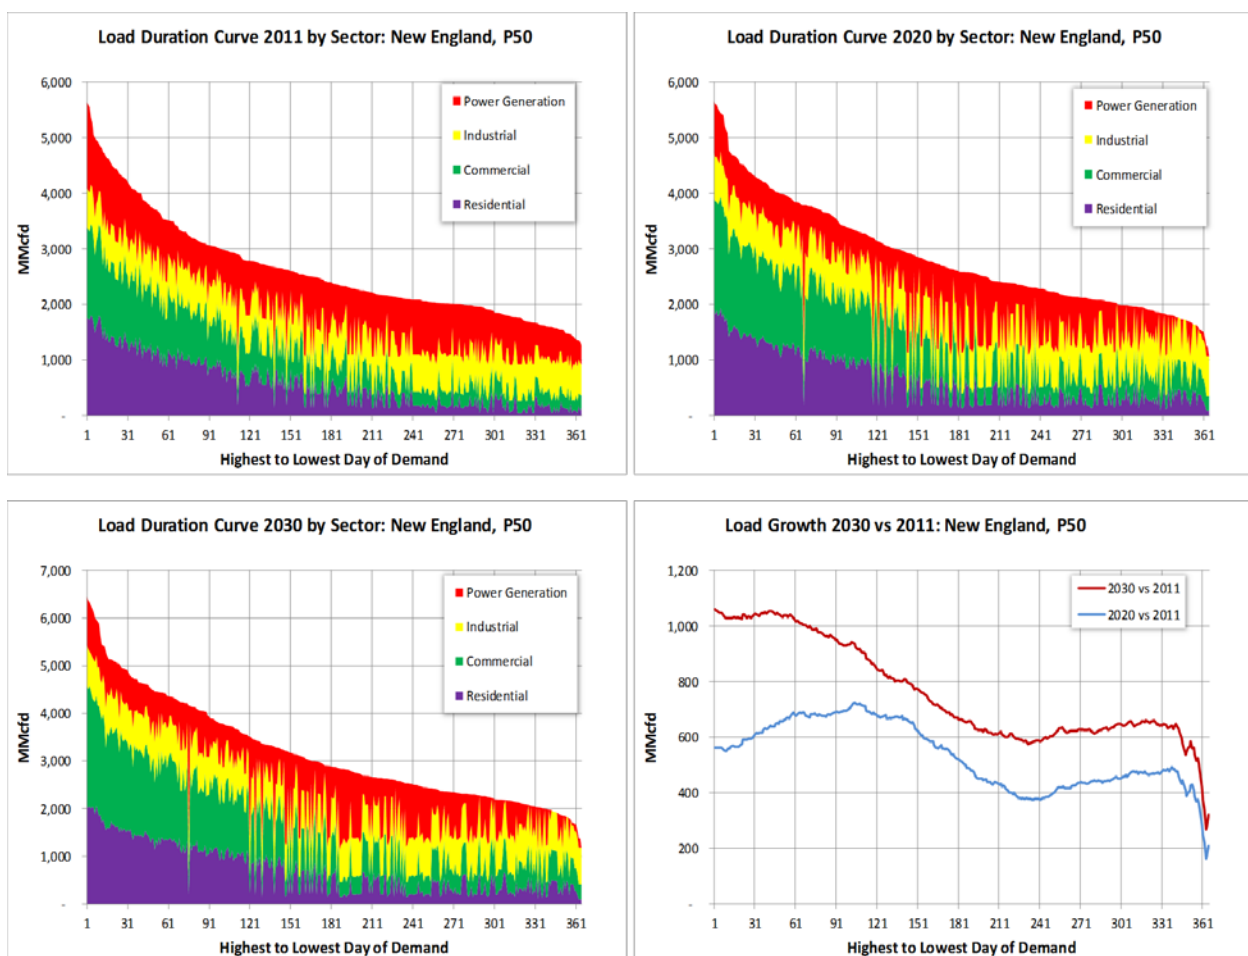 Load Duration Curve 2011 by Sector: New England, P50
6,000
5,000
4,000
3,000
2,000
1,000
-
MMcfd
Power Generation
Industrial
Commercial
Residential
1 31 61 91 121 151 181 211 241 271 301 331 361
Highest to Lowest Day of Demand
Load Duration Curve 2020 by Sector: New England, P50
6,000
5,000
4,000
3,000
2,000
1,000
-
MMcfd
Power Generation
Industrial
Commercial
Residential
1 31 61 91 121 151 181 211 241 271 301 331 361
Highest to Lowest Day of Demand
Load Duration Curve 2030 by Sector: New England, P50
7,000
6,000
5,000
4,000
3,000
2,000
1,000
-
MMcfd
Power Generation
Industrial
Commercial
Residential
1 31 61 91 121 151 181 211 241 271 301 331 361
Highest to Lowest Day of Demand
Load Growth 2030 vs 2011: New England, P50
1,200
1,000
800
600
400
200
-
MMcfd
2030 vs 2011
2020 vs 2011
1 31 61 91 121 151 181 211 241 271 301 331 361
Highest to Lowest Day of Demand